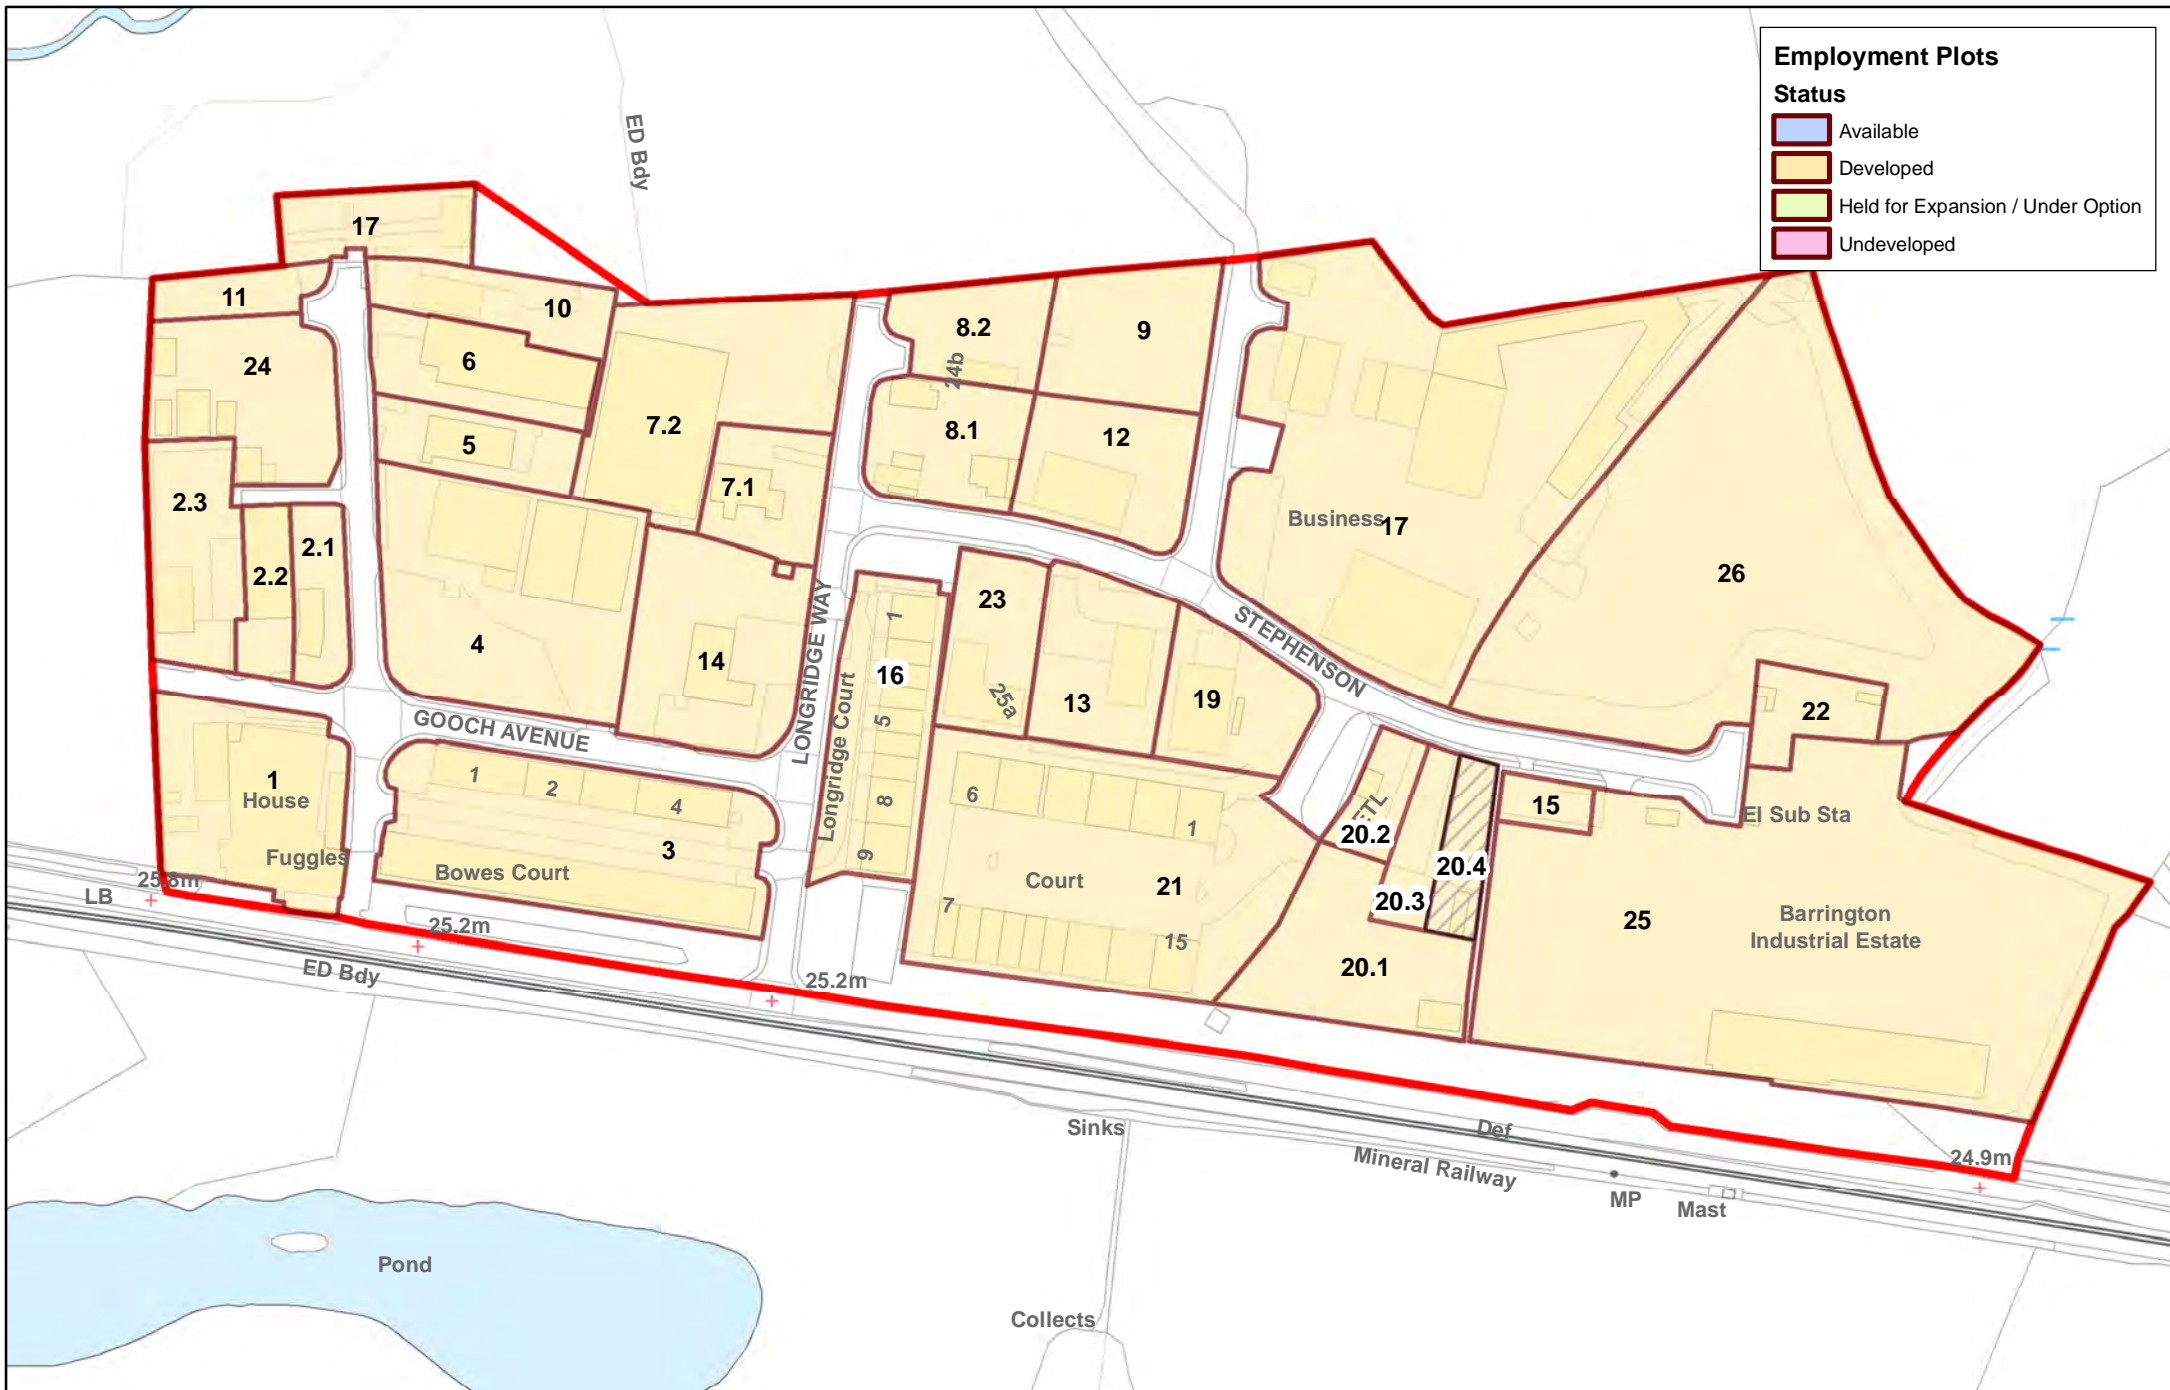 Employment Plots
Status
Available
Developed
Held for Expansion / Under Option
Undeveloped
ED Bdy
17
11
10
24
6
5
8.2
9
24b
7.2
8.1
12
7.1
2.3
2.1
2.2
Business
17
26
4
14
LONGRIDGE WAY
23
1
16
5
8
9
Longridge Court
25a
13
19
STEPHENSON
22
GOOCH AVENUE
1
House
Fuggles
1
2
4
3
Bowes Court
6
1
Court
21
7
15
ETL
20.2
20.4
20.3
20.1
15
El Sub Sta
25
Barrington
Industrial Estate
25.8m
LB
25.2m
ED Bdy
25.2m
Sinks
Def
Mineral Railway
24.9m
MP
Mast
Pond
Collects